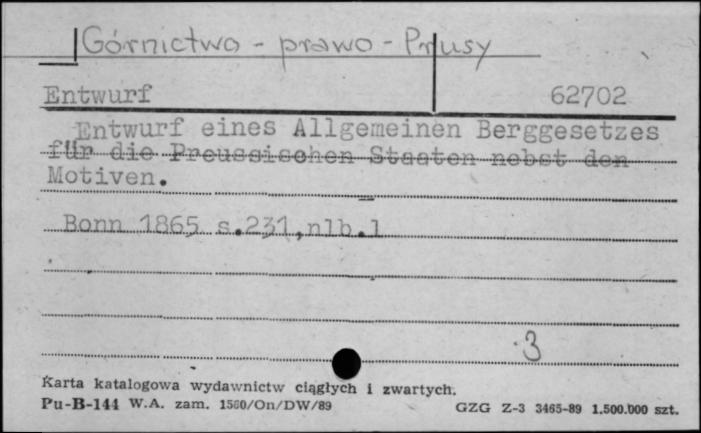 Górnictwo - prawo - Prusy
Entwurf 62702
Entwurf eines Allgemeinen Berggesetzes
für die Preussischen Staaten nebst den
Motiven.
Bonn 1865 s.231,nlb.1
3
Karta katalogowa wydawnictw ciągłych i zwartych.
Pu-B-144 W.A. zam. 1560/On/DW/89 GZG Z-3 3465-89 1.500.000 szt.